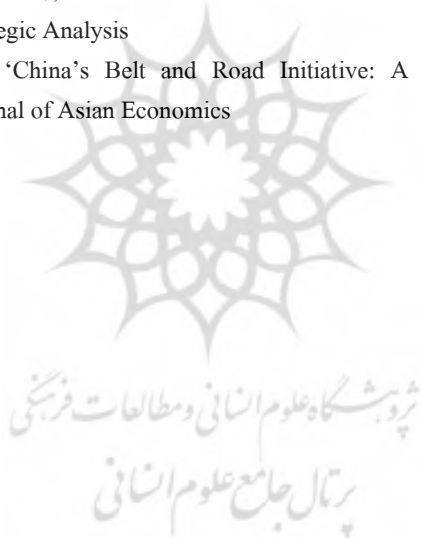 egic Analysis
'China's Belt and Road Initiative: A
nal of Asian Economics
پژوهشگاه علوم انسانی و مطالعات فرهنگی
پرتال جامع علوم انسانی